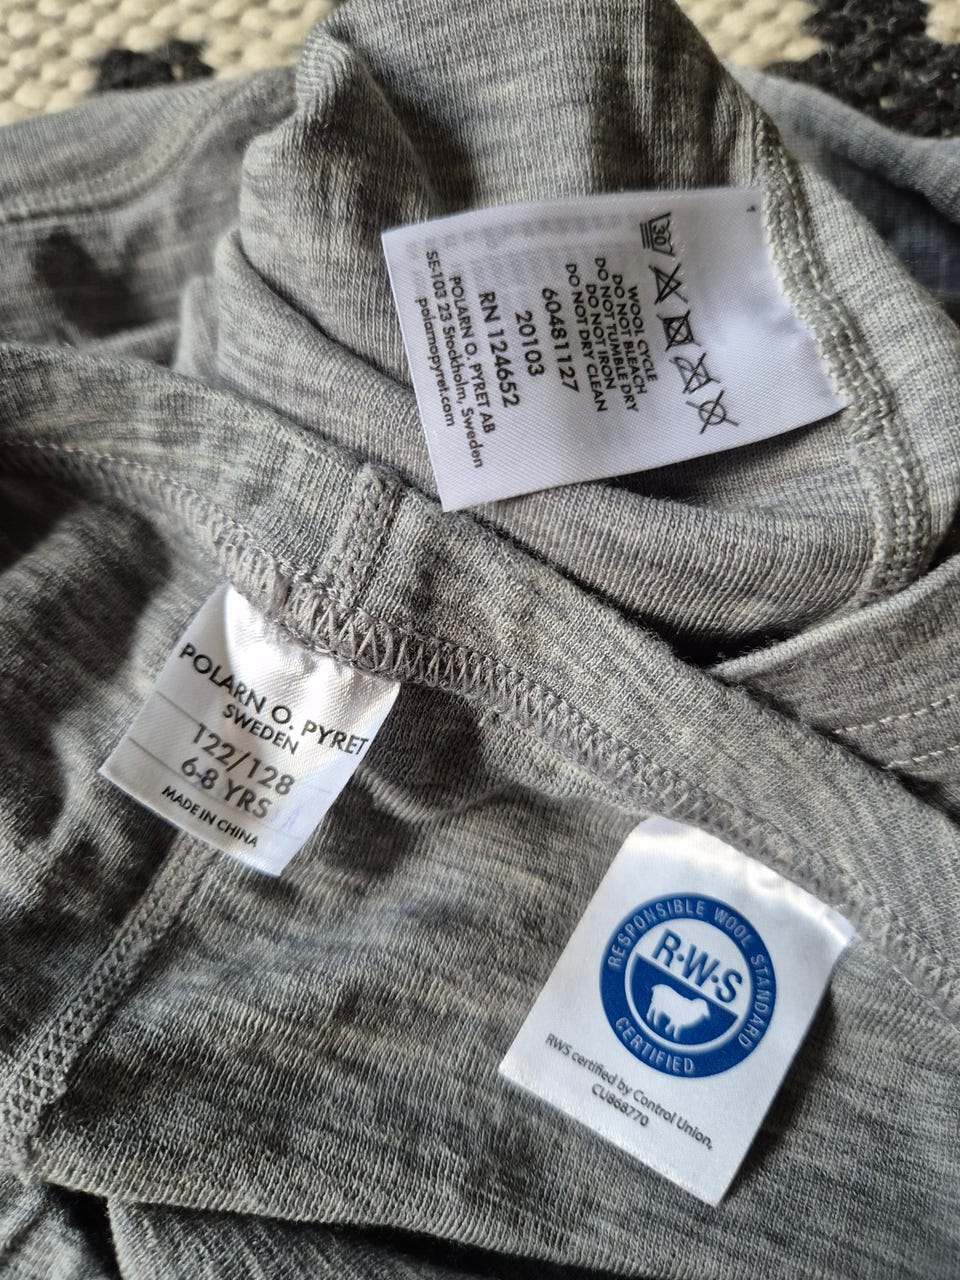 30
WOOL CYCLE
DO NOT BLEACH
DO NOT TUMBLE DRY
DO NOT IRON
DO NOT DRY CLEAN
60481127
20103
RN 124652
POLARN O. PYRET AB
SE-103 23 Stockholm, Sweden
polarnopyret.com
POLARN O. PYRET
SWEDEN
122/128
6-8 YRS
MADE IN CHINA
RESPONSIBLE WOOL STANDARD
R·W·S
CERTIFIED
RWS certified by Control Union,
CU868770